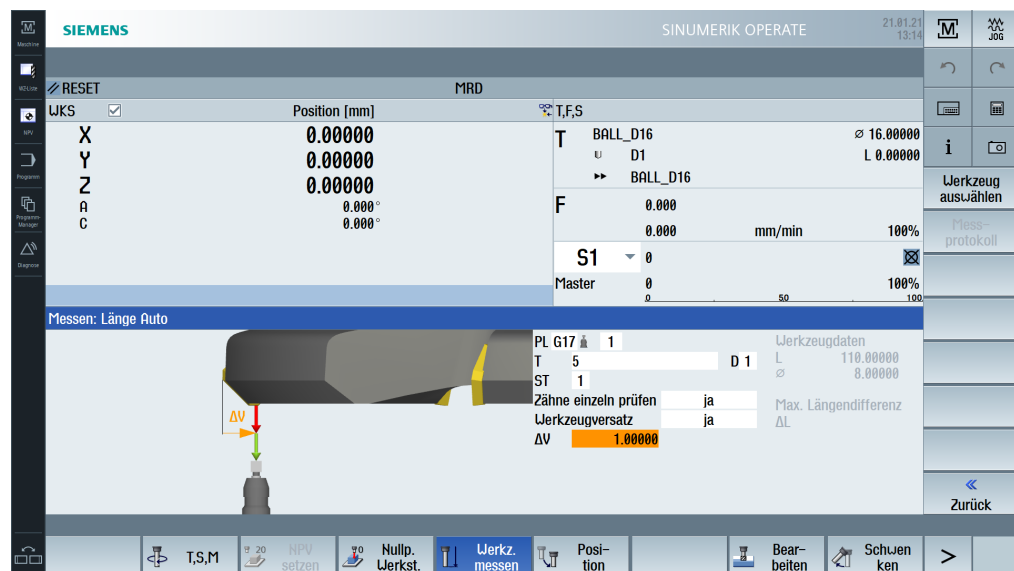 Maschine
SIEMENS
SINUMERIK OPERATE
21.01.21
13:14
M
JOG
WZ-Liste
RESET
MRD
WKS
Position [mm]
T,F,S
X 0.00000
Y 0.00000
Z 0.00000
A 0.000°
C 0.000°
T BALL_D16 ø 16.00000
D1 L 0.00000
BALL_D16
F 0.000
0.000 mm/min 100%
S1 0
Master 0 100%
0 50 100
NPV
Programm
Programm-
Manager
Diagnose
i
Werkzeug
auswählen
Mess-
protokoll
Messen: Länge Auto
ΔV
PL G17 1
T 5 D 1
ST 1
Zähne einzeln prüfen ja
Werkzeugversatz ja
ΔV 1.00000
Werkzeugdaten
L 110.00000
ø 8.00000
Max. Längendifferenz
ΔL
«
Zurück
T,S,M
NPV
setzen
Nullp.
Werkst.
Werkz.
messen
Posi-
tion
Bear-
beiten
Schwen
ken
>